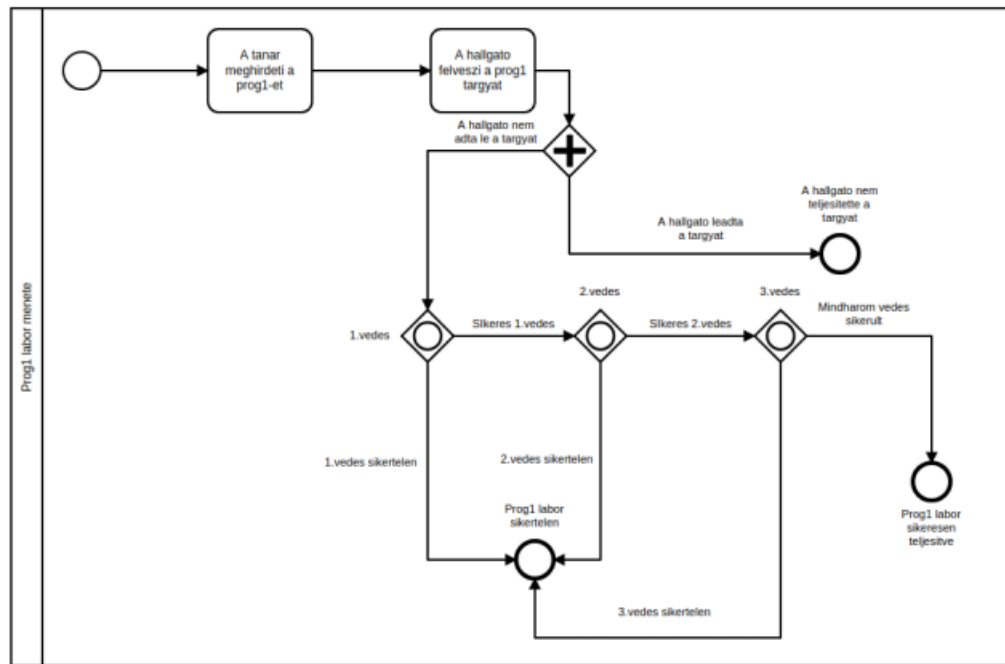 Prog1 labor menete
A tanar
meghirdeti a
prog1-et
A hallgato
felveszi a prog1
targyat
A hallgato nem
adta le a targyat
A hallgato nem
teljesitette a
targyat
A hallgato leadta
a targyat
1.vedes
SIkeres 1.vedes
2.vedes
SIkeres 2.vedes
3.vedes
Mindharom vedes
sikerult
1.vedes sikertelen
2.vedes sikertelen
Prog1 labor
sikertelen
Prog1 labor
sikeresen
teljesitve
3.vedes sikertelen